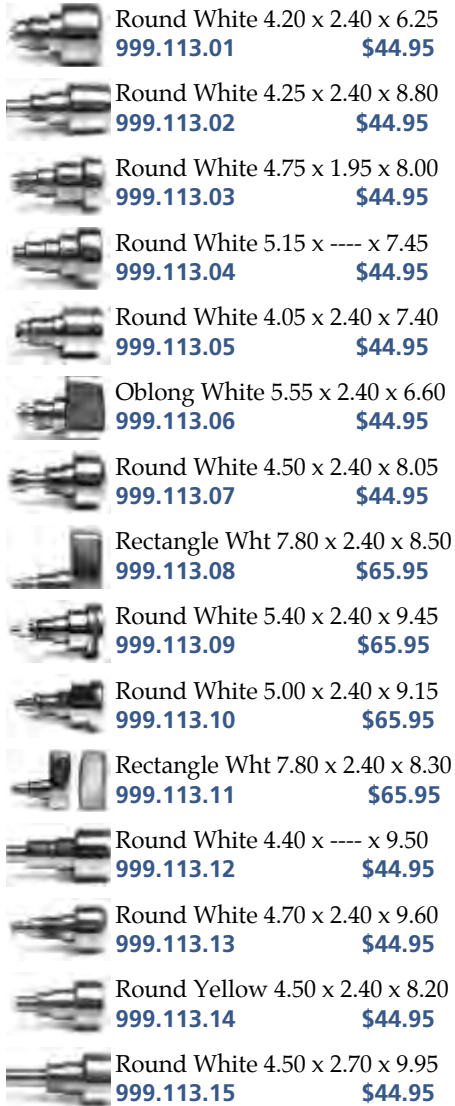 Round White 4.20 x 2.40 x 6.25
999.113.01 $44.95
Round White 4.25 x 2.40 x 8.80
999.113.02 $44.95
Round White 4.75 x 1.95 x 8.00
999.113.03 $44.95
Round White 5.15 x ---- x 7.45
999.113.04 $44.95
Round White 4.05 x 2.40 x 7.40
999.113.05 $44.95
Oblong White 5.55 x 2.40 x 6.60
999.113.06 $44.95
Round White 4.50 x 2.40 x 8.05
999.113.07 $44.95
Rectangle Wht 7.80 x 2.40 x 8.50
999.113.08 $65.95
Round White 5.40 x 2.40 x 9.45
999.113.09 $65.95
Round White 5.00 x 2.40 x 9.15
999.113.10 $65.95
Rectangle Wht 7.80 x 2.40 x 8.30
999.113.11 $65.95
Round White 4.40 x ---- x 9.50
999.113.12 $44.95
Round White 4.70 x 2.40 x 9.60
999.113.13 $44.95
Round Yellow 4.50 x 2.40 x 8.20
999.113.14 $44.95
Round White 4.50 x 2.70 x 9.95
999.113.15 $44.95